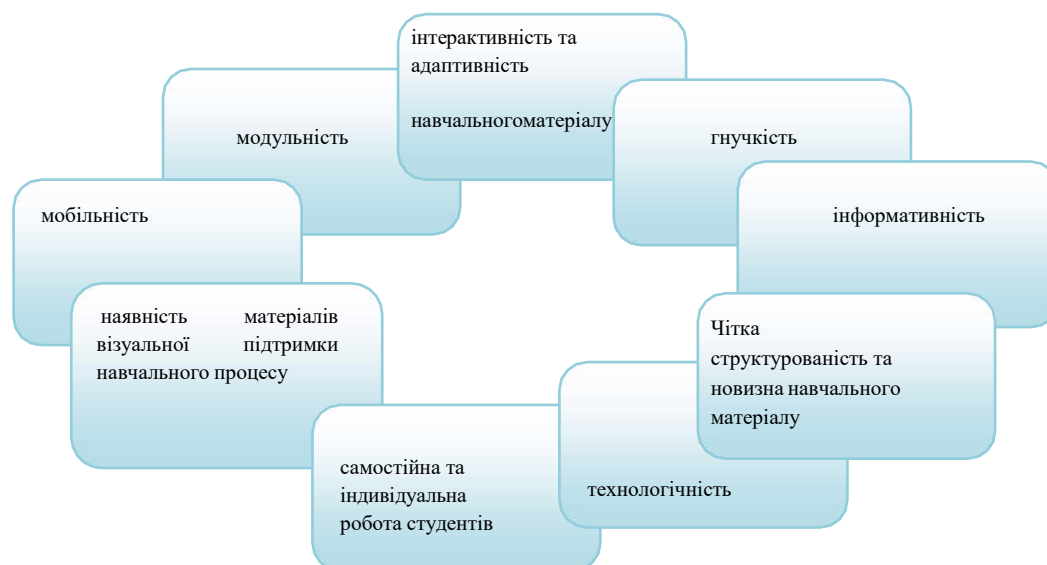 інтерактивність та
адаптивність
навчальногоматеріалу
модульність
гнучкість
мобільність
інформативність
наявність матеріалів
візуальної підтримки
навчального процесу
Чітка
структурованість та
новизна навчального
матеріалу
самостійна та
індивідуальна
робота студентів
технологічність